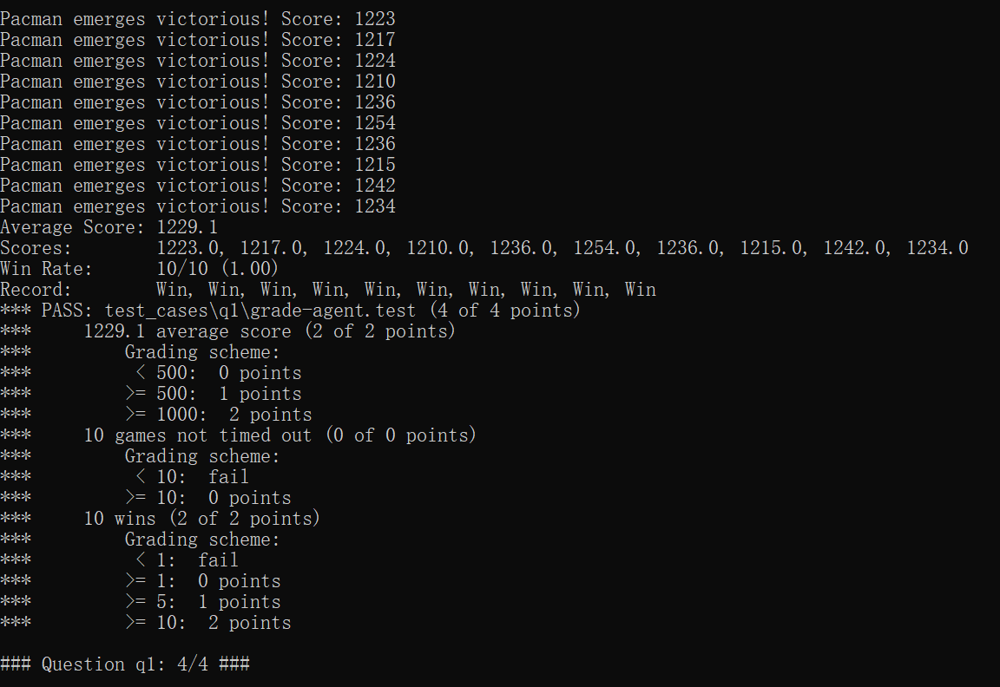 Pacman emerges victorious! Score: 1223
Pacman emerges victorious! Score: 1217
Pacman emerges victorious! Score: 1224
Pacman emerges victorious! Score: 1210
Pacman emerges victorious! Score: 1236
Pacman emerges victorious! Score: 1254
Pacman emerges victorious! Score: 1236
Pacman emerges victorious! Score: 1215
Pacman emerges victorious! Score: 1242
Pacman emerges victorious! Score: 1234
Average Score: 1229.1
Scores:        1223.0, 1217.0, 1224.0, 1210.0, 1236.0, 1254.0, 1236.0, 1215.0, 1242.0, 1234.0
Win Rate:      10/10 (1.00)
Record:        Win, Win, Win, Win, Win, Win, Win, Win, Win, Win
*** PASS: test_cases\q1\grade-agent.test (4 of 4 points)
***     1229.1 average score (2 of 2 points)
***         Grading scheme:
***          < 500:  0 points
***         >= 500:  1 points
***         >= 1000:  2 points
***     10 games not timed out (0 of 0 points)
***         Grading scheme:
***          < 10:  fail
***         >= 10:  0 points
***     10 wins (2 of 2 points)
***         Grading scheme:
***          < 1:  fail
***         >= 1:  0 points
***         >= 5:  1 points
***         >= 10:  2 points
### Question q1: 4/4 ###